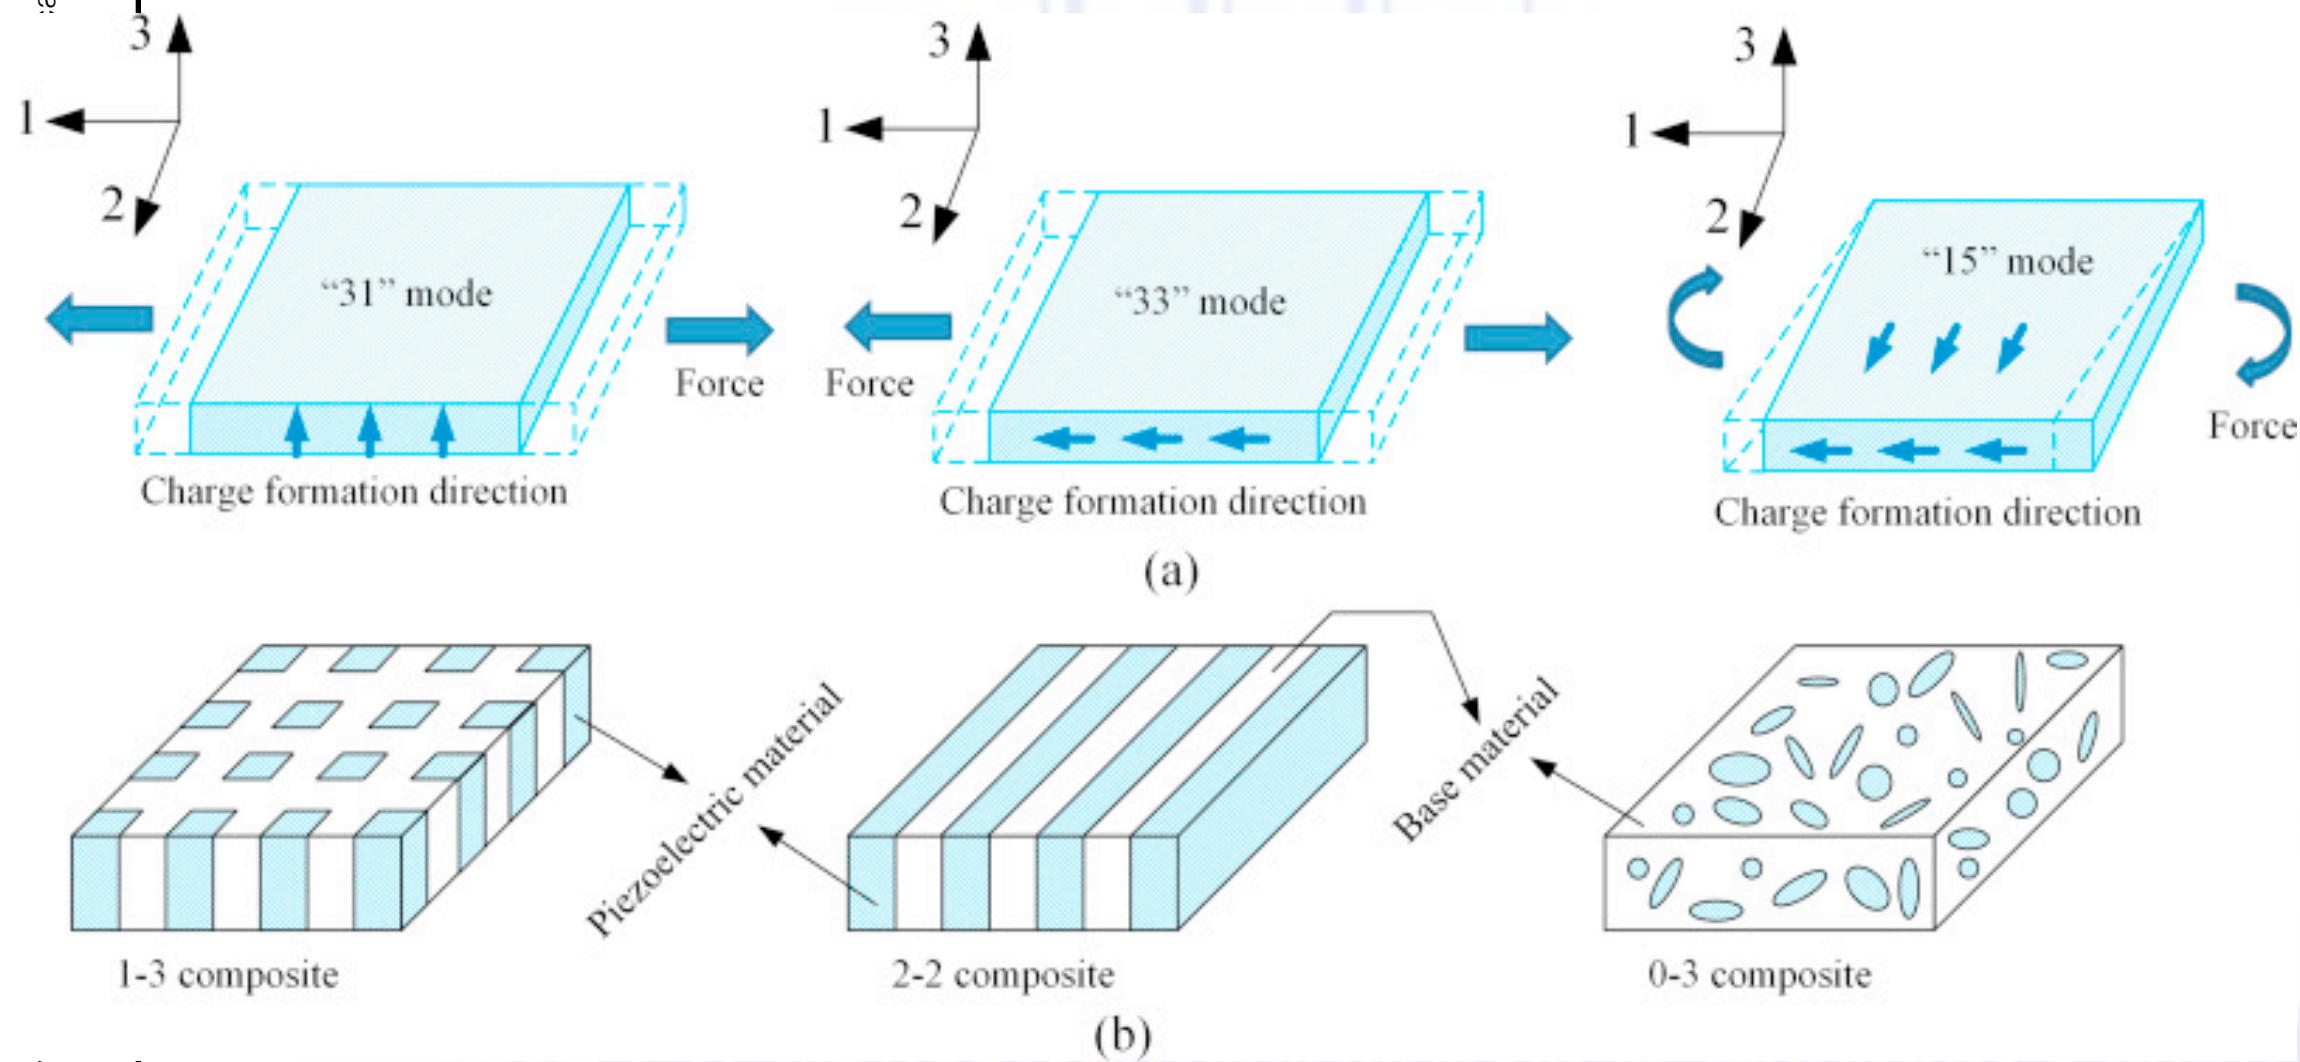 3
1
2
3
1
2
3
1
2
“31” mode
“33” mode
“15” mode
Force
Force
Force
Charge formation direction
Charge formation direction
Charge formation direction
(a)
Piezoelectric material
Base material
1-3 composite
2-2 composite
0-3 composite
(b)